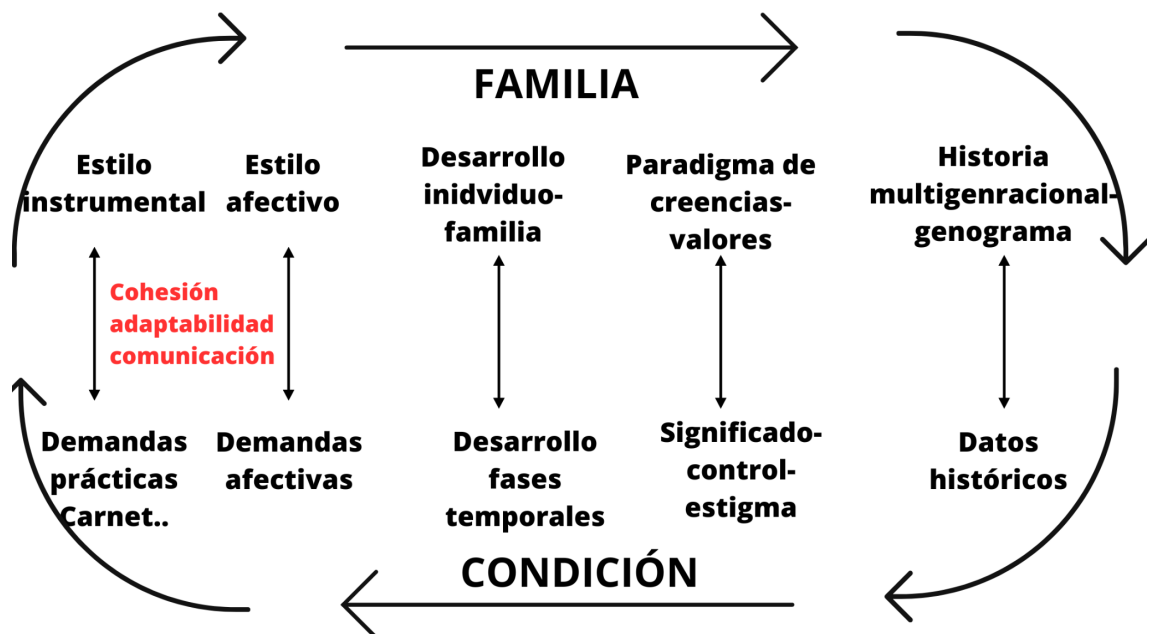 FAMILIA
Estilo
instrumental
Estilo
afectivo
Desarrollo
inidviduo-
familia
Paradigma de
creencias-
valores
Historia
multigenracional-
genograma
Cohesión
adaptabilidad
comunicación
Demandas
prácticas
Carnet..
Demandas
afectivas
Desarrollo
fases
temporales
Significado-
control-
estigma
Datos
históricos
CONDICIÓN